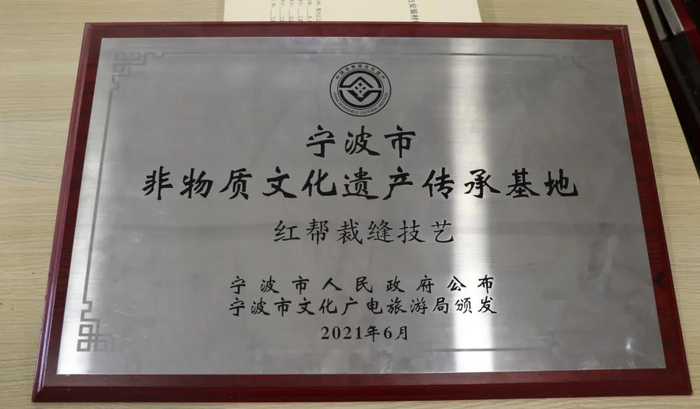 宁波市
非物质文化遗产传承基地
红帮裁缝技艺
宁波市人民政府公布
宁波市文化广电旅游局颁发
2021年6月